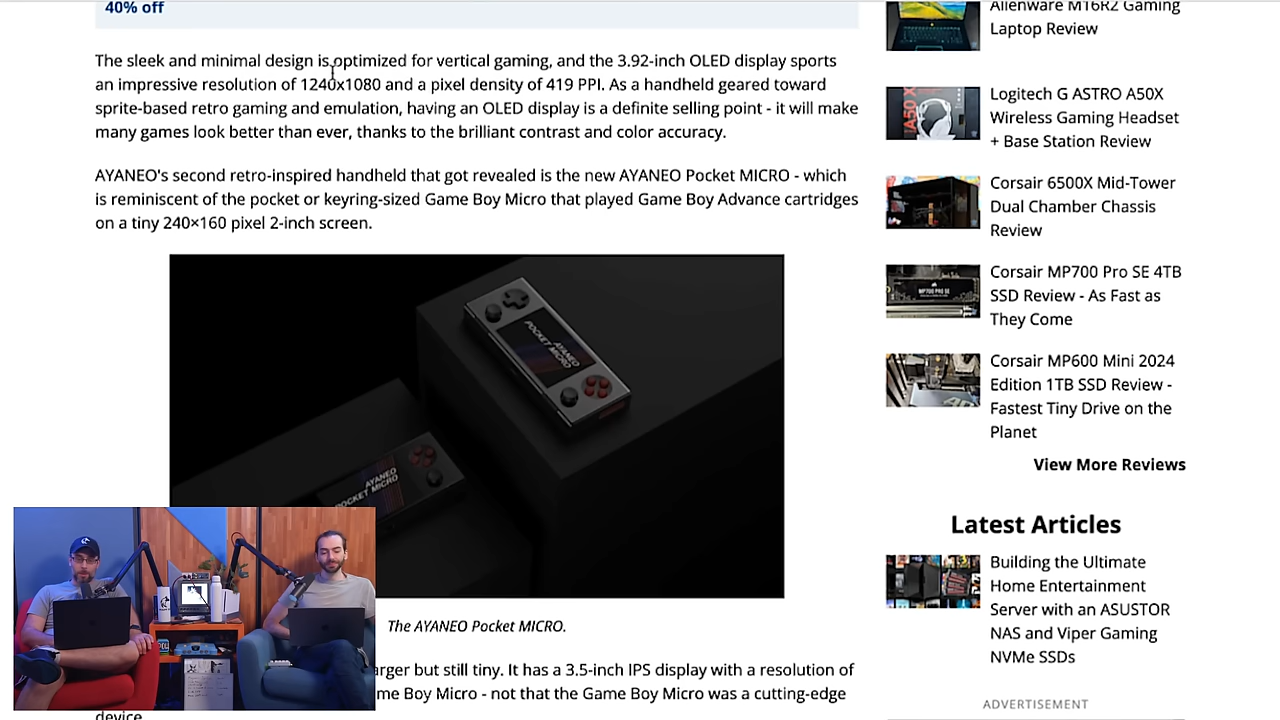 40% off
The sleek and minimal design is optimized for vertical gaming, and the 3.92-inch OLED display sports
an impressive resolution of 1240x1080 and a pixel density of 419 PPI. As a handheld geared toward
sprite-based retro gaming and emulation, having an OLED display is a definite selling point - it will make
many games look better than ever, thanks to the brilliant contrast and color accuracy.
AYANEO's second retro-inspired handheld that got revealed is the new AYANEO Pocket MICRO - which
is reminiscent of the pocket or keyring-sized Game Boy Micro that played Game Boy Advance cartridges
on a tiny 240×160 pixel 2-inch screen.
AYANEO
POCKET MICRO
AYANEO
POCKET MICRO
The AYANEO Pocket MICRO.
arger but still tiny. It has a 3.5-inch IPS display with a resolution of
me Boy Micro - not that the Game Boy Micro was a cutting-edge
device
Alienware M16R2 Gaming
Laptop Review
A50 X
Logitech G ASTRO A50X
Wireless Gaming Headset
+ Base Station Review
Corsair 6500X Mid-Tower
Dual Chamber Chassis
Review
MP700 PRO SE
Corsair MP700 Pro SE 4TB
SSD Review - As Fast as
They Come
Corsair MP600 Mini 2024
Edition 1TB SSD Review -
Fastest Tiny Drive on the
Planet
View More Reviews
Latest Articles
Building the Ultimate
Home Entertainment
Server with an ASUSTOR
NAS and Viper Gaming
NVMe SSDs
ADVERTISEMENT